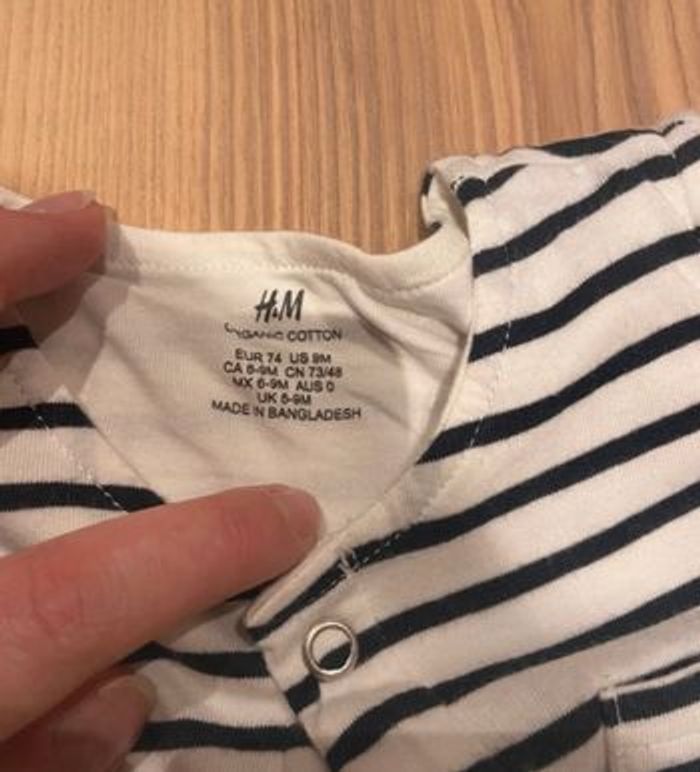 H&M
ORGANIC COTTON
EUR 74 US 9M
CA 6-9M CN 73/48
MX 6-9M AUS 0
UK 6-9M
MADE IN BANGLADESH